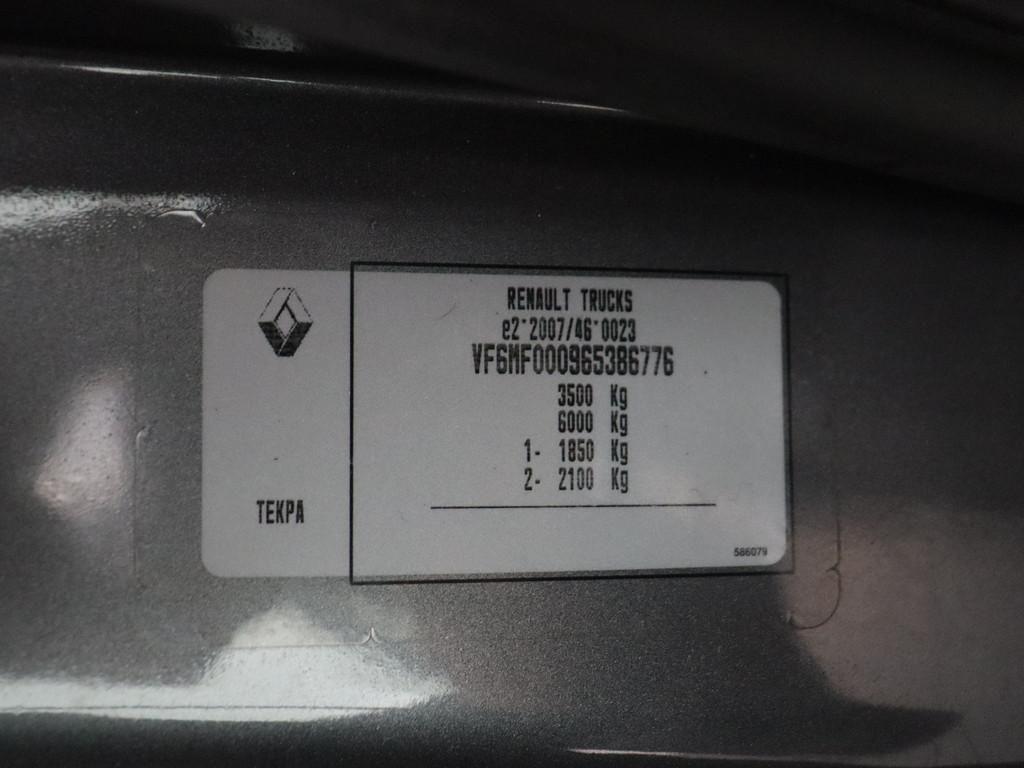 RENAULT TRUCKS
e2*2007/46*0023
VF6MF000965386776
3500 Kg
6000 Kg
1- 1850 Kg
2- 2100 Kg
TEKPA
586079